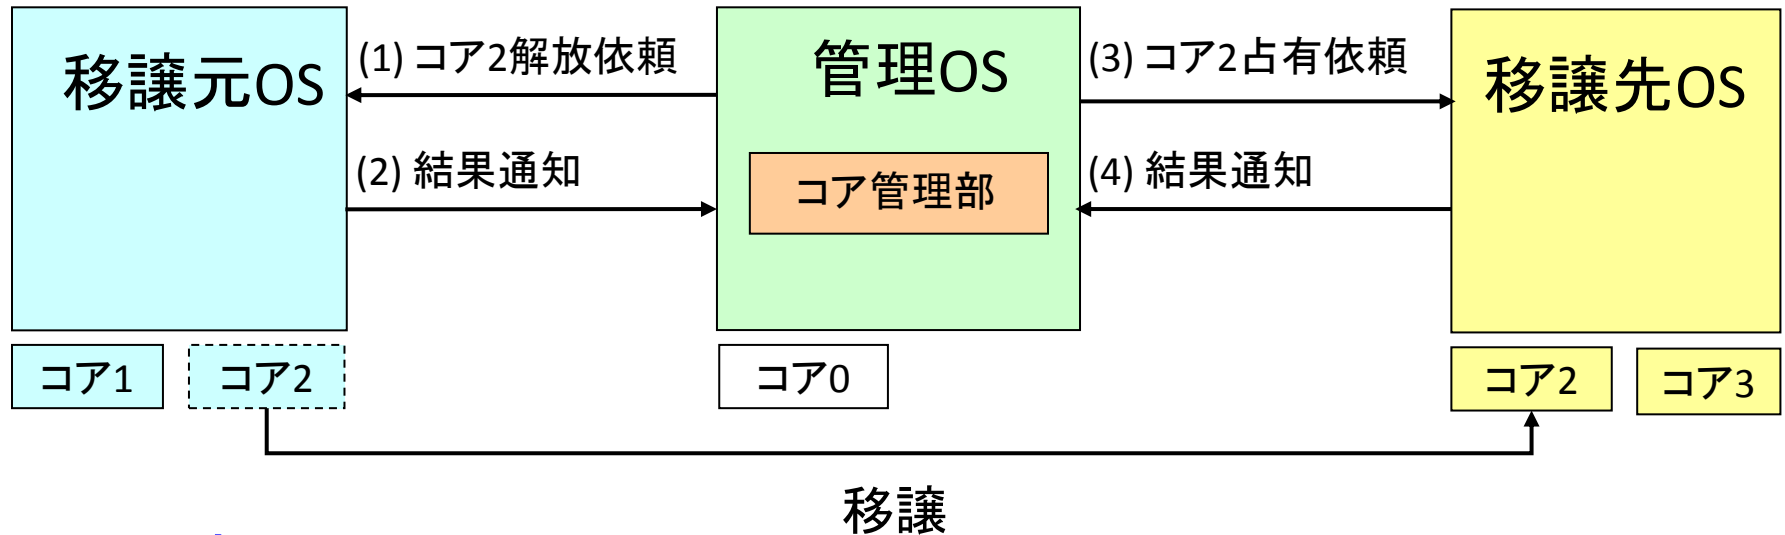 移譲元OS
(1) コア2解放依頼
管理OS
(3) コア2占有依頼
移譲先OS
(2) 結果通知
コア管理部
(4) 結果通知
コア1
コア2
コア0
コア2
コア3
移譲